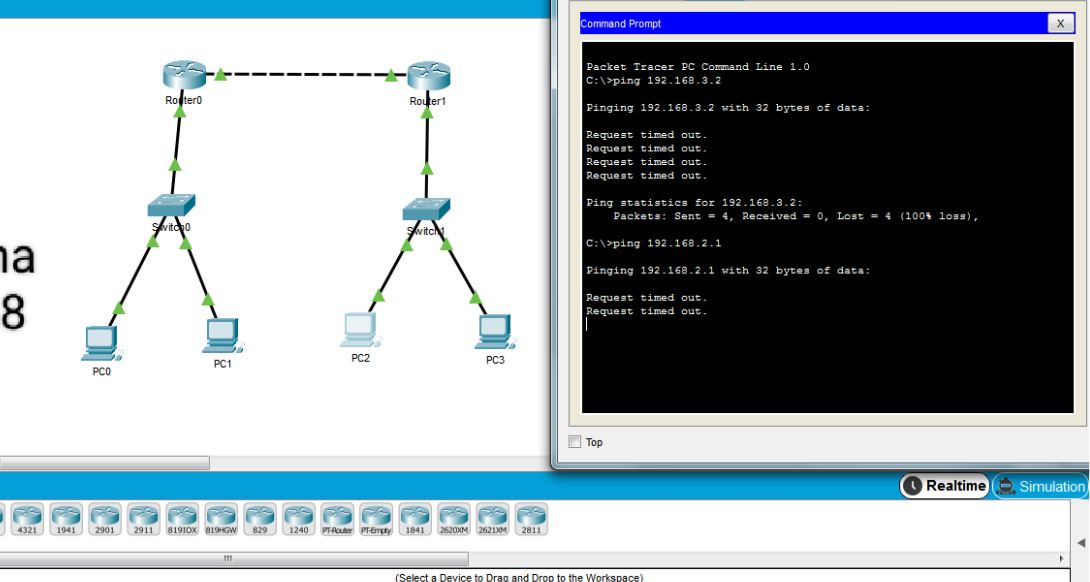 Command Prompt
X
Packet Tracer PC Command Line 1.0
C:\>ping 192.168.3.2
Pinging 192.168.3.2 with 32 bytes of data:
Request timed out.
Request timed out.
Request timed out.
Request timed out.
Ping statistics for 192.168.3.2:
Packets: Sent = 4, Received = 0, Lost = 4 (100% loss),
C:\>ping 192.168.2.1
Pinging 192.168.2.1 with 32 bytes of data:
Request timed out.
Request timed out.
Top
Router0
Router1
Switch0
Switch1
na
8
PC0
PC1
PC2
PC3
Realtime
Simulation
4321
1941
2901
2911
819IOX
819HGW
829
1240
PT-Router
PT-Empty
1841
2620XM
2621XM
2811
(Select a Device to Drag and Drop to the Workspace)